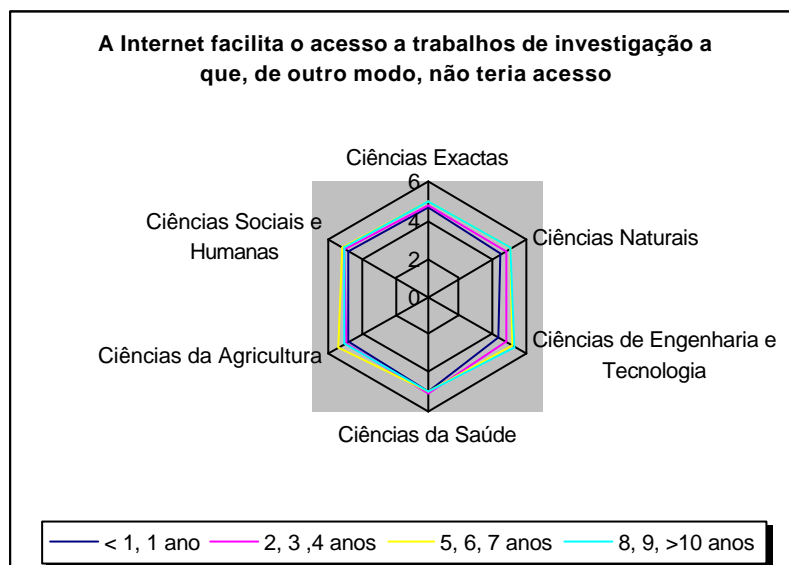 A Internet facilita o acesso a trabalhos de investigação a
que, de outro modo, não teria acesso
Ciências Exactas
6
Ciências Sociais e
Humanas
4
Ciências Naturais
2
0
Ciências da Agricultura
Ciências de Engenharia e
Tecnologia
Ciências da Saúde
< 1, 1 ano
2, 3 ,4 anos
5, 6, 7 anos
8, 9, >10 anos